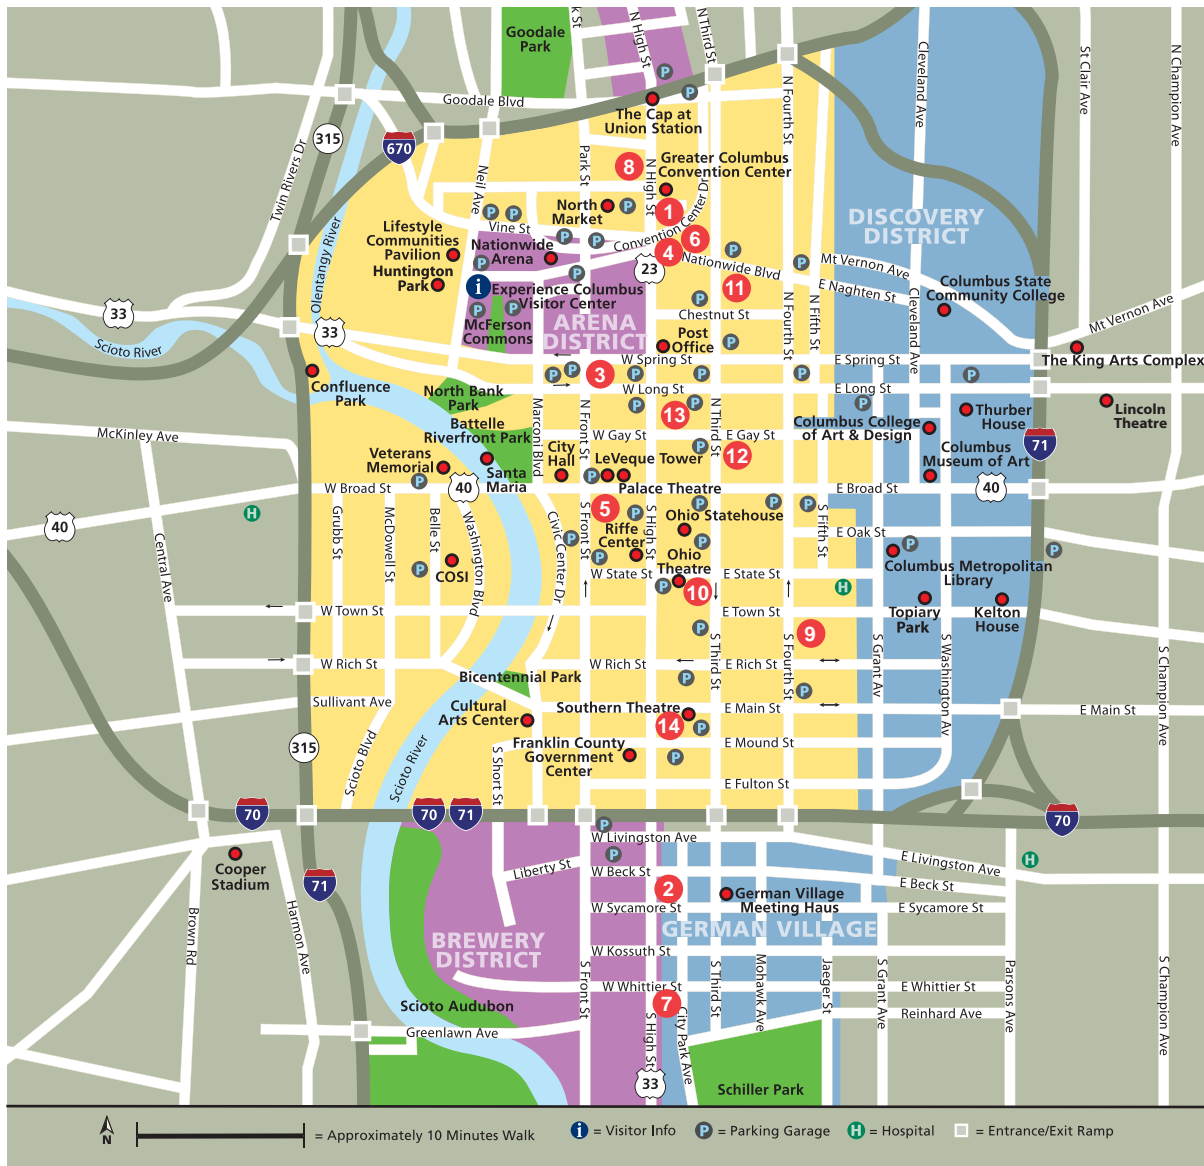 Goodale
Park
k St
N High St
N Third St
Cleveland Ave
St Clair Ave
N Champion Ave
Goodale Blvd
The Cap at
Union Station
N Fourth St
315
670
Twin Rivers Dr
Neil Ave
Park St
N High St
8
Greater Columbus
Convention Center
North
Market
1
Vine St
Convention Center Dr
6
4
23
Nationwide Blvd
11
DISCOVERY
DISTRICT
Mt Vernon Ave
E Naghten St
Columbus State
Community College
Mt Vernon Ave
Olentangy River
Lifestyle
Communities
Pavilion
Huntington
Park
Nationwide
Arena
i
Experience Columbus
Visitor Center
McFerson
Commons
ARENA
DISTRICT
Chestnut St
Post
Office
N Fourth St
N Fifth St
Cleveland Ave
33
33
Scioto River
W Spring St
E Spring St
The King Arts Complex
3
Confluence
Park
North Bank
Park
W Long St
E Long St
Battelle
Riverfront Park
Marconi Blvd
N Front St
13
N Third St
Columbus College
of Art & Design
Thurber
House
Lincoln
Theatre
McKinley Ave
W Gay St
E Gay St
12
71
Veterans
Memorial
City
Hall
LeVeque Tower
Columbus
Museum of Art
Santa
Maria
40
Palace Theatre
W Broad St
E Broad St
40
40
H
Grubb St
McDowell St
Belle St
Washington Blvd
Civic Center Dr
S Front St
5
Riffe
Center
S High St
Ohio Statehouse
S Fifth St
E Oak St
Central Ave
COSI
Ohio
Theatre
Columbus Metropolitan
Library
W State St
E State St
10
H
Topiary
Park
Kelton
House
W Town St
E Town St
9
W Rich St
W Rich St
E Rich St
S Third St
S Fourth St
S Grant Av
S Washington Av
S Champion Ave
Bicentennial Park
Sullivant Ave
Cultural
Arts Center
Southern Theatre
E Main St
E Main St
14
315
Scioto Blvd
Scioto River
S Short St
Franklin County
Government
Center
E Mound St
E Fulton St
70
70
71
70
Cooper
Stadium
71
Brown Rd
Harmon Ave
W Livingston Ave
E Livingston Ave
H
Liberty St
W Beck St
E Beck St
2
German Village
Meeting Haus
W Sycamore St
E Sycamore St
GERMAN VILLAGE
BREWERY
DISTRICT
W Kossuth St
S Front St
S Third St
Mohawk Ave
Jaeger St
S Grant Ave
Parsons Ave
S Champion Ave
W Whittier St
E Whittier St
7
Scioto Audubon
Greenlawn Ave
S High St
City Park Ave
Reinhard Ave
33
Schiller Park
N
= Approximately 10 Minutes Walk
i = Visitor Info
P = Parking Garage
H = Hospital
= Entrance/Exit Ramp